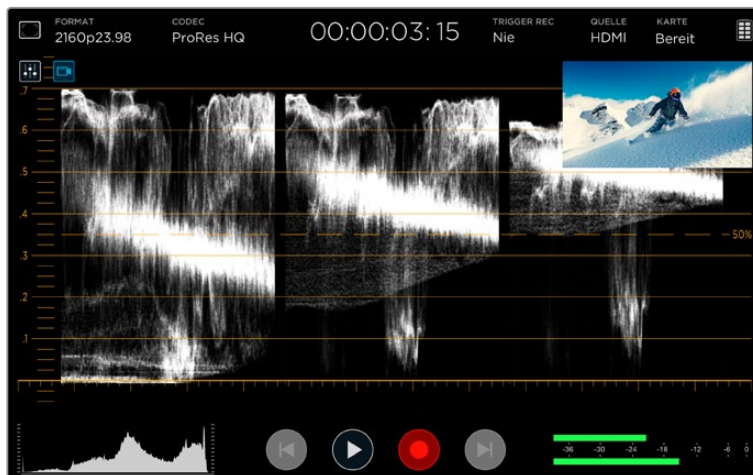 FORMAT
2160p23.98
CODEC
ProRes HQ
00:00:03:15
TRIGGER REC
Nie
QUELLE
HDMI
KARTE
Bereit
.7
.6
.5
.4
50%
.3
.2
.1
-36 -30 -24 -18 -12 -6 0